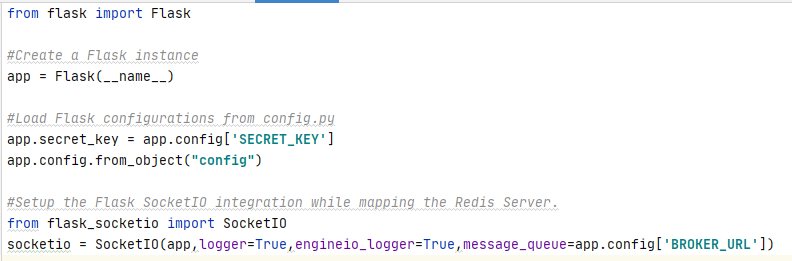 from flask import Flask
#Create a Flask instance
app = Flask(__name__)
#Load Flask configurations from config.py
app.secret_key = app.config['SECRET_KEY']
app.config.from_object("config")
#Setup the Flask SocketIO integration while mapping the Redis Server.
from flask_socketio import SocketIO
socketio = SocketIO(app,logger=True,engineio_logger=True,message_queue=app.config['BROKER_URL'])